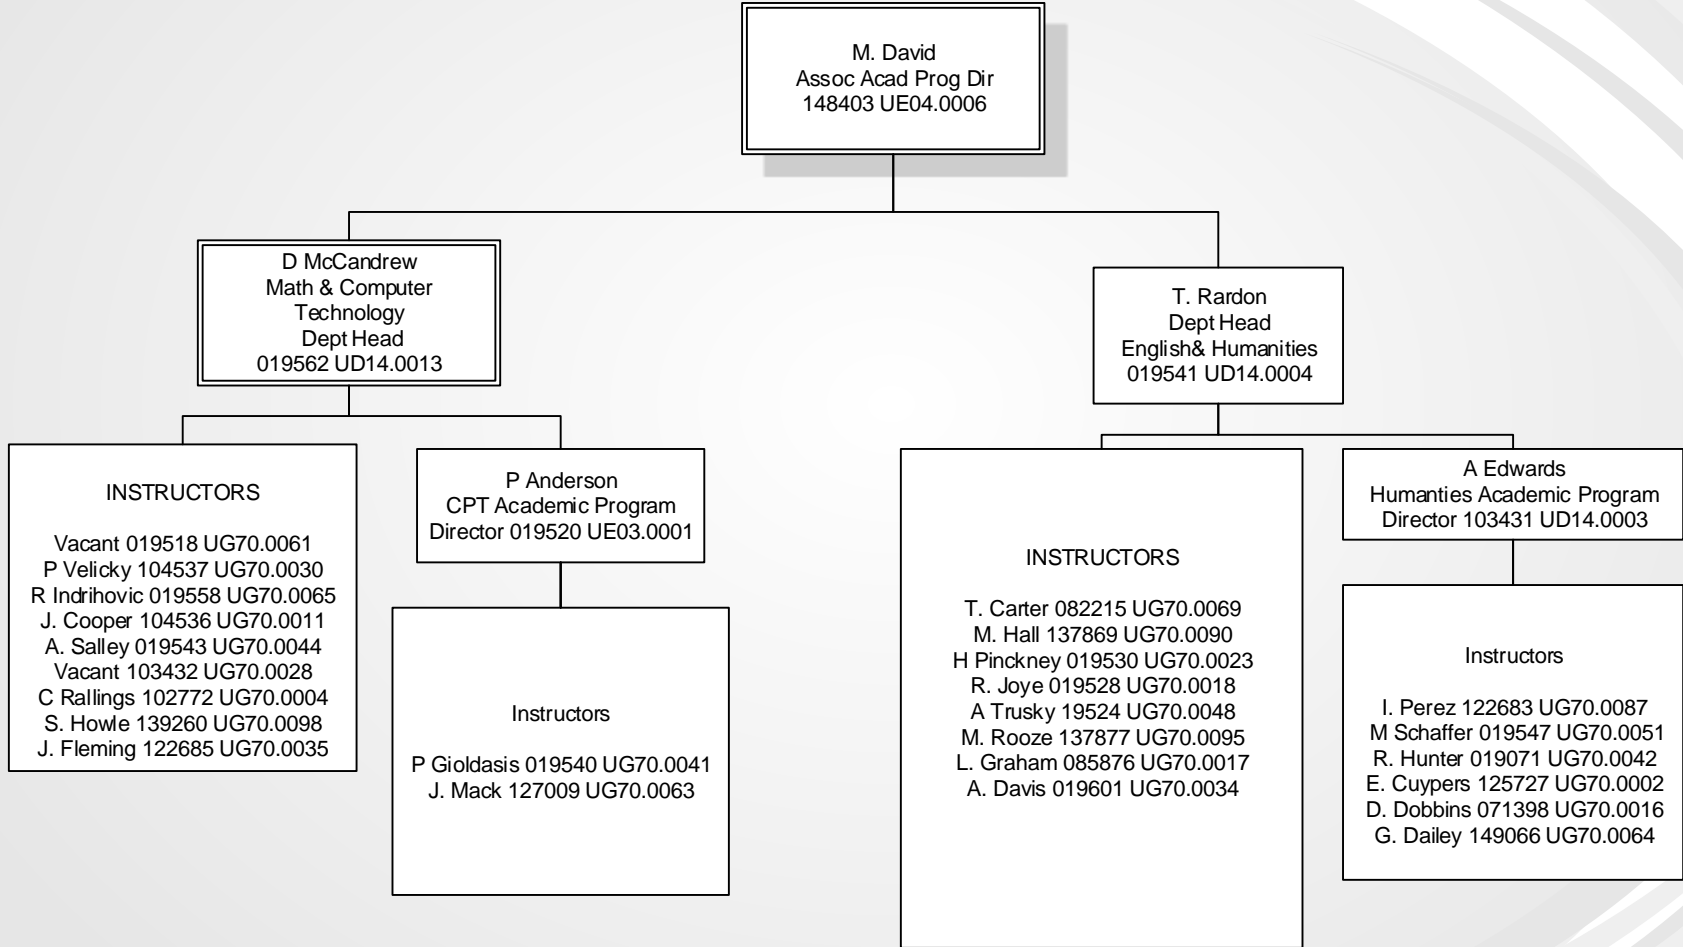 M. David
Assoc Acad Prog Dir
148403 UE04.0006
D McCandrew
Math & Computer
Technology
Dept Head
019562 UD14.0013
T. Rardon
Dept Head
English& Humanities
019541 UD14.0004
INSTRUCTORS
Vacant 019518 UG70.0061
P Velicky 104537 UG70.0030
R Indrihovic 019558 UG70.0065
J. Cooper 104536 UG70.0011
A. Salley 019543 UG70.0044
Vacant 103432 UG70.0028
C Rallings 102772 UG70.0004
S. Howle 139260 UG70.0098
J. Fleming 122685 UG70.0035
P Anderson
CPT Academic Program
Director 019520 UE03.0001
Instructors
P Gioldasis 019540 UG70.0041
J. Mack 127009 UG70.0063
INSTRUCTORS
T. Carter 082215 UG70.0069
M. Hall 137869 UG70.0090
H Pinckney 019530 UG70.0023
R. Joye 019528 UG70.0018
A Trusky 19524 UG70.0048
M. Rooze 137877 UG70.0095
L. Graham 085876 UG70.0017
A. Davis 019601 UG70.0034
A Edwards
Humanties Academic Program
Director 103431 UD14.0003
Instructors
I. Perez 122683 UG70.0087
M Schaffer 019547 UG70.0051
R. Hunter 019071 UG70.0042
E. Cuypers 125727 UG70.0002
D. Dobbins 071398 UG70.0016
G. Dailey 149066 UG70.0064